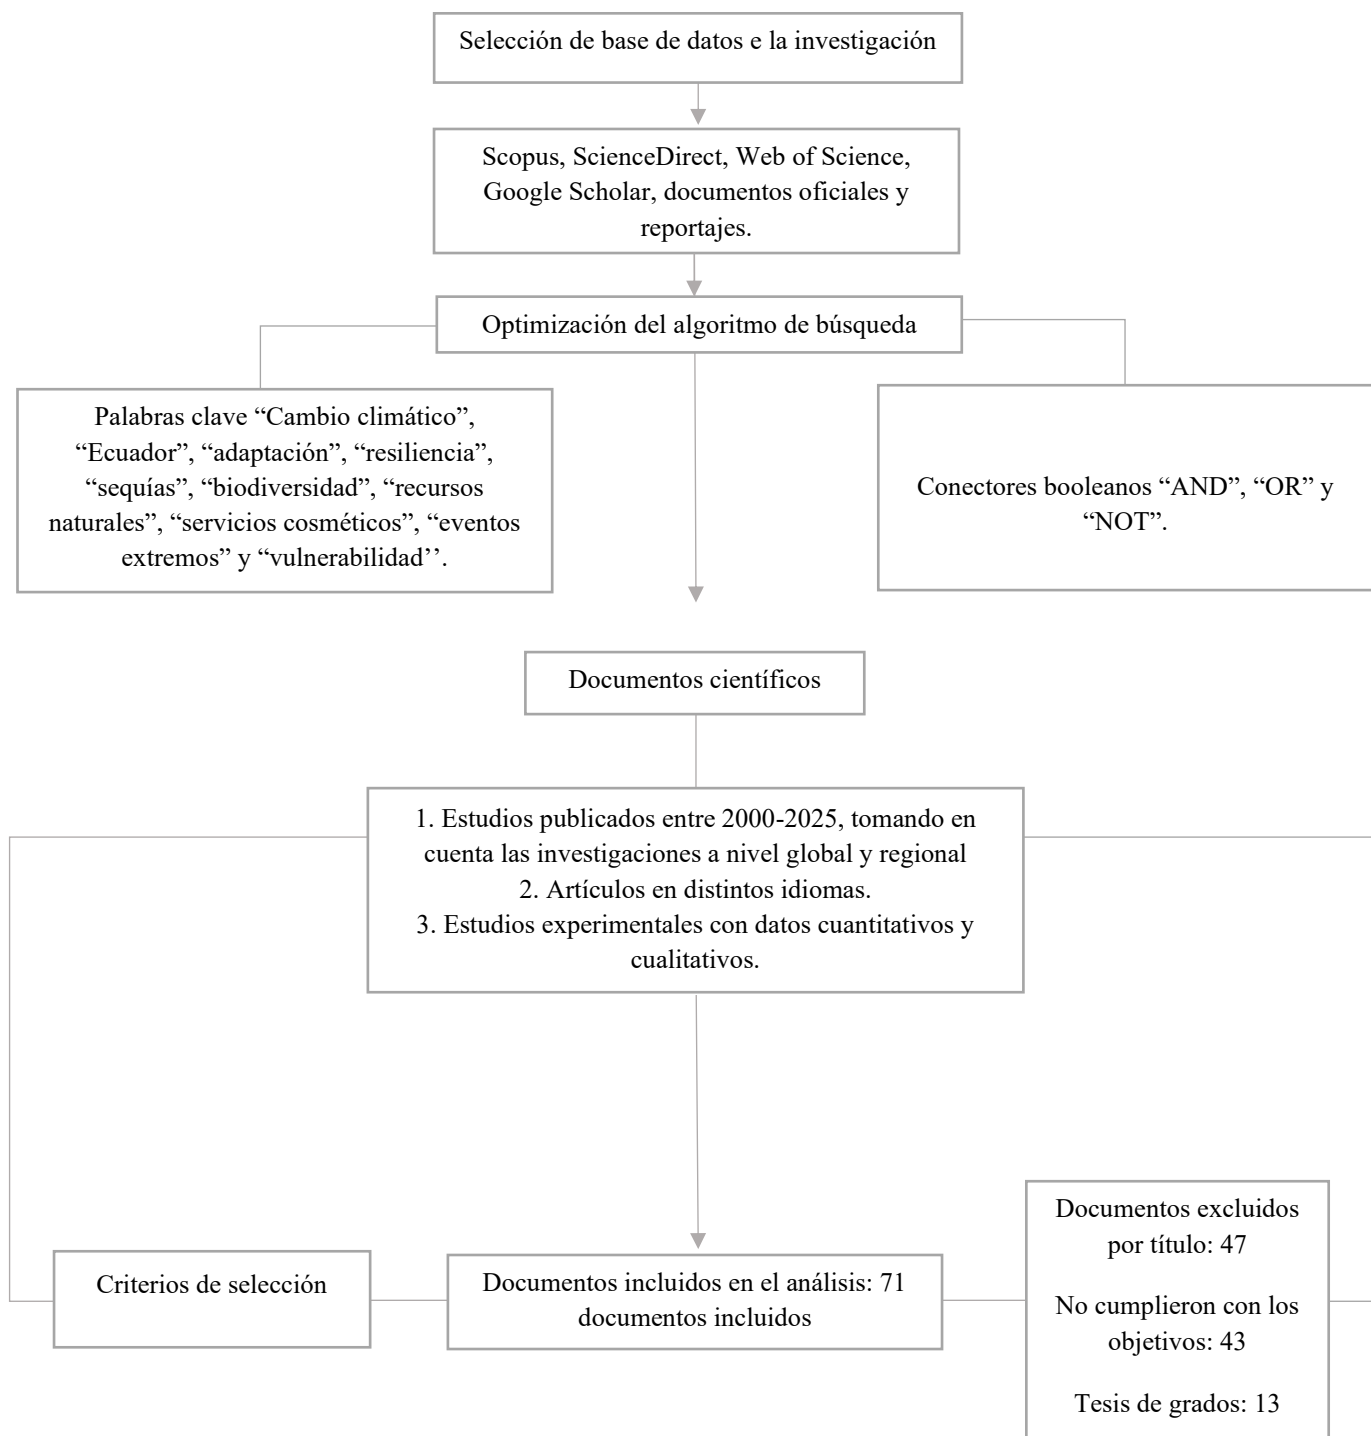 Selección de base de datos e la investigación
Scopus, ScienceDirect, Web of Science,
Google Scholar, documentos oficiales y
reportajes.
Optimización del algoritmo de búsqueda
Palabras clave “Cambio climático”,
“Ecuador”, “adaptación”, “resiliencia”,
“sequías”, “biodiversidad”, “recursos
naturales”, “servicios cosméticos”, “eventos
extremos” y “vulnerabilidad’’.
Conectores booleanos “AND”, “OR” y
“NOT”.
Documentos científicos
1. Estudios publicados entre 2000-2025, tomando en
cuenta las investigaciones a nivel global y regional
2. Artículos en distintos idiomas.
3. Estudios experimentales con datos cuantitativos y
cualitativos.
Criterios de selección
Documentos incluidos en el análisis: 71
documentos incluidos
Documentos excluidos
por título: 47
No cumplieron con los
objetivos: 43
Tesis de grados: 13